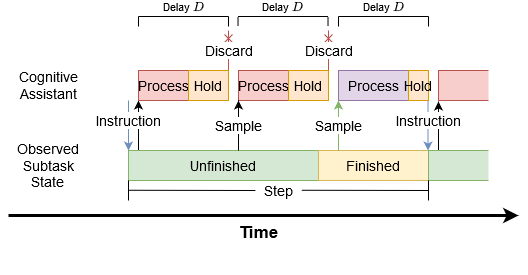 Delay D Delay D Delay D
Discard Discard
Cognitive Assistant
Process Hold Process Hold Process Hold
Instruction Sample Sample Instruction
Observed Subtask State
Unfinished Finished
Step
Time